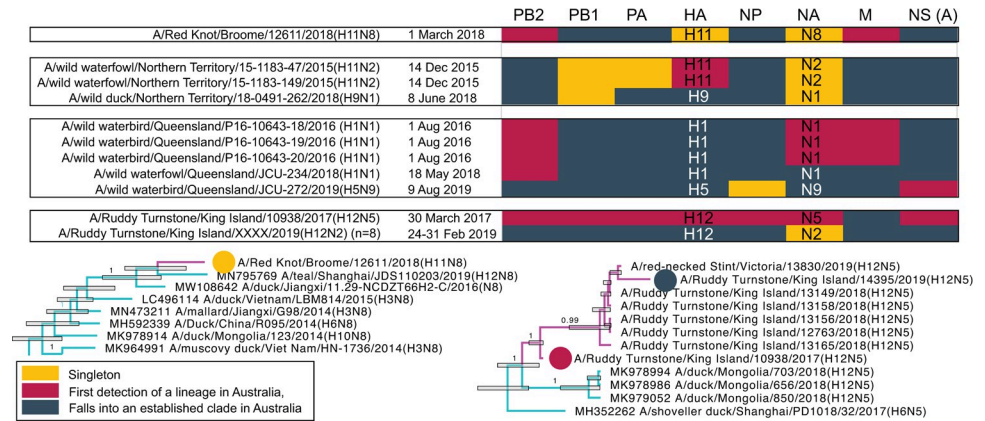 PB2 PB1 PA HA NP NA M NS (A)
A/Red Knot/Broome/12611/2018(H11N8) 1 March 2018 H11 N8
A/wild waterfowl/Northern Territory/15-1183-47/2015(H11N2) 14 Dec 2015 H11 N2
A/wild waterfowl/Northern Territory/15-1183-149/2015(H11N2) 14 Dec 2015 H11 N2
A/wild duck/Northern Territory/18-0491-262/2018(H9N1) 8 June 2018 H9 N1
A/wild waterbird/Queensland/P16-10643-18/2016 (H1N1) 1 Aug 2016 H1 N1
A/wild waterbird/Queensland/P16-10643-19/2016 (H1N1) 1 Aug 2016 H1 N1
A/wild waterbird/Queensland/P16-10643-20/2016 (H1N1) 1 Aug 2016 H1 N1
A/wild waterfowl/Queensland/JCU-234/2018(H1N1) 18 May 2018 H1 N1
A/wild waterbird/Queensland/JCU-272/2019(H5N9) 9 Aug 2019 H5 N9
A/Ruddy Turnstone/King Island/10938/2017(H12N5) 30 March 2017 H12 N5
A/Ruddy Turnstone/King Island/XXXX/2019(H12N2) (n=8) 24-31 Feb 2019 H12 N2
A/Red Knot/Broome/12611/2018(H11N8)
1
MN795769 A/teal/Shanghai/JDS110203/2019(H12N8)
MW108642 A/duck/Jiangxi/11.29-NCDZT66H2-C/2016(N8)
LC496114 A/duck/Vietnam/LBM814/2015(H3N8)
MN473211 A/mallard/Jiangxi/G98/2014(H3N8)
MH592339 A/Duck/China/R095/2014(H6N8)
MK978914 A/duck/Mongolia/123/2014(H10N8)
1
MK964991 A/muscovy duck/Viet Nam/HN-1736/2014(H3N8)
Singleton
First detection of a lineage in Australia,
Falls into an established clade in Australia
A/red-necked Stint/Victoria/13830/2019(H12N5)
A/Ruddy Turnstone/King Island/14395/2019(H12N5)
A/Ruddy Turnstone/King Island/13149/2018(H12N5)
A/Ruddy Turnstone/King Island/13158/2018(H12N5)
0.99
A/Ruddy Turnstone/King Island/13156/2018(H12N5)
A/Ruddy Turnstone/King Island/12763/2018(H12N5)
1
A/Ruddy Turnstone/King Island/13165/2018(H12N5)
1
A/Ruddy Turnstone/King Island/10938/2017(H12N5)
MK978994 A/duck/Mongolia/703/2018(H12N5)
1
MK978986 A/duck/Mongolia/656/2018(H12N5)
MK979052 A/duck/Mongolia/850/2018(H12N5)
MH352262 A/shoveller duck/Shanghai/PD1018/32/2017(H6N5)